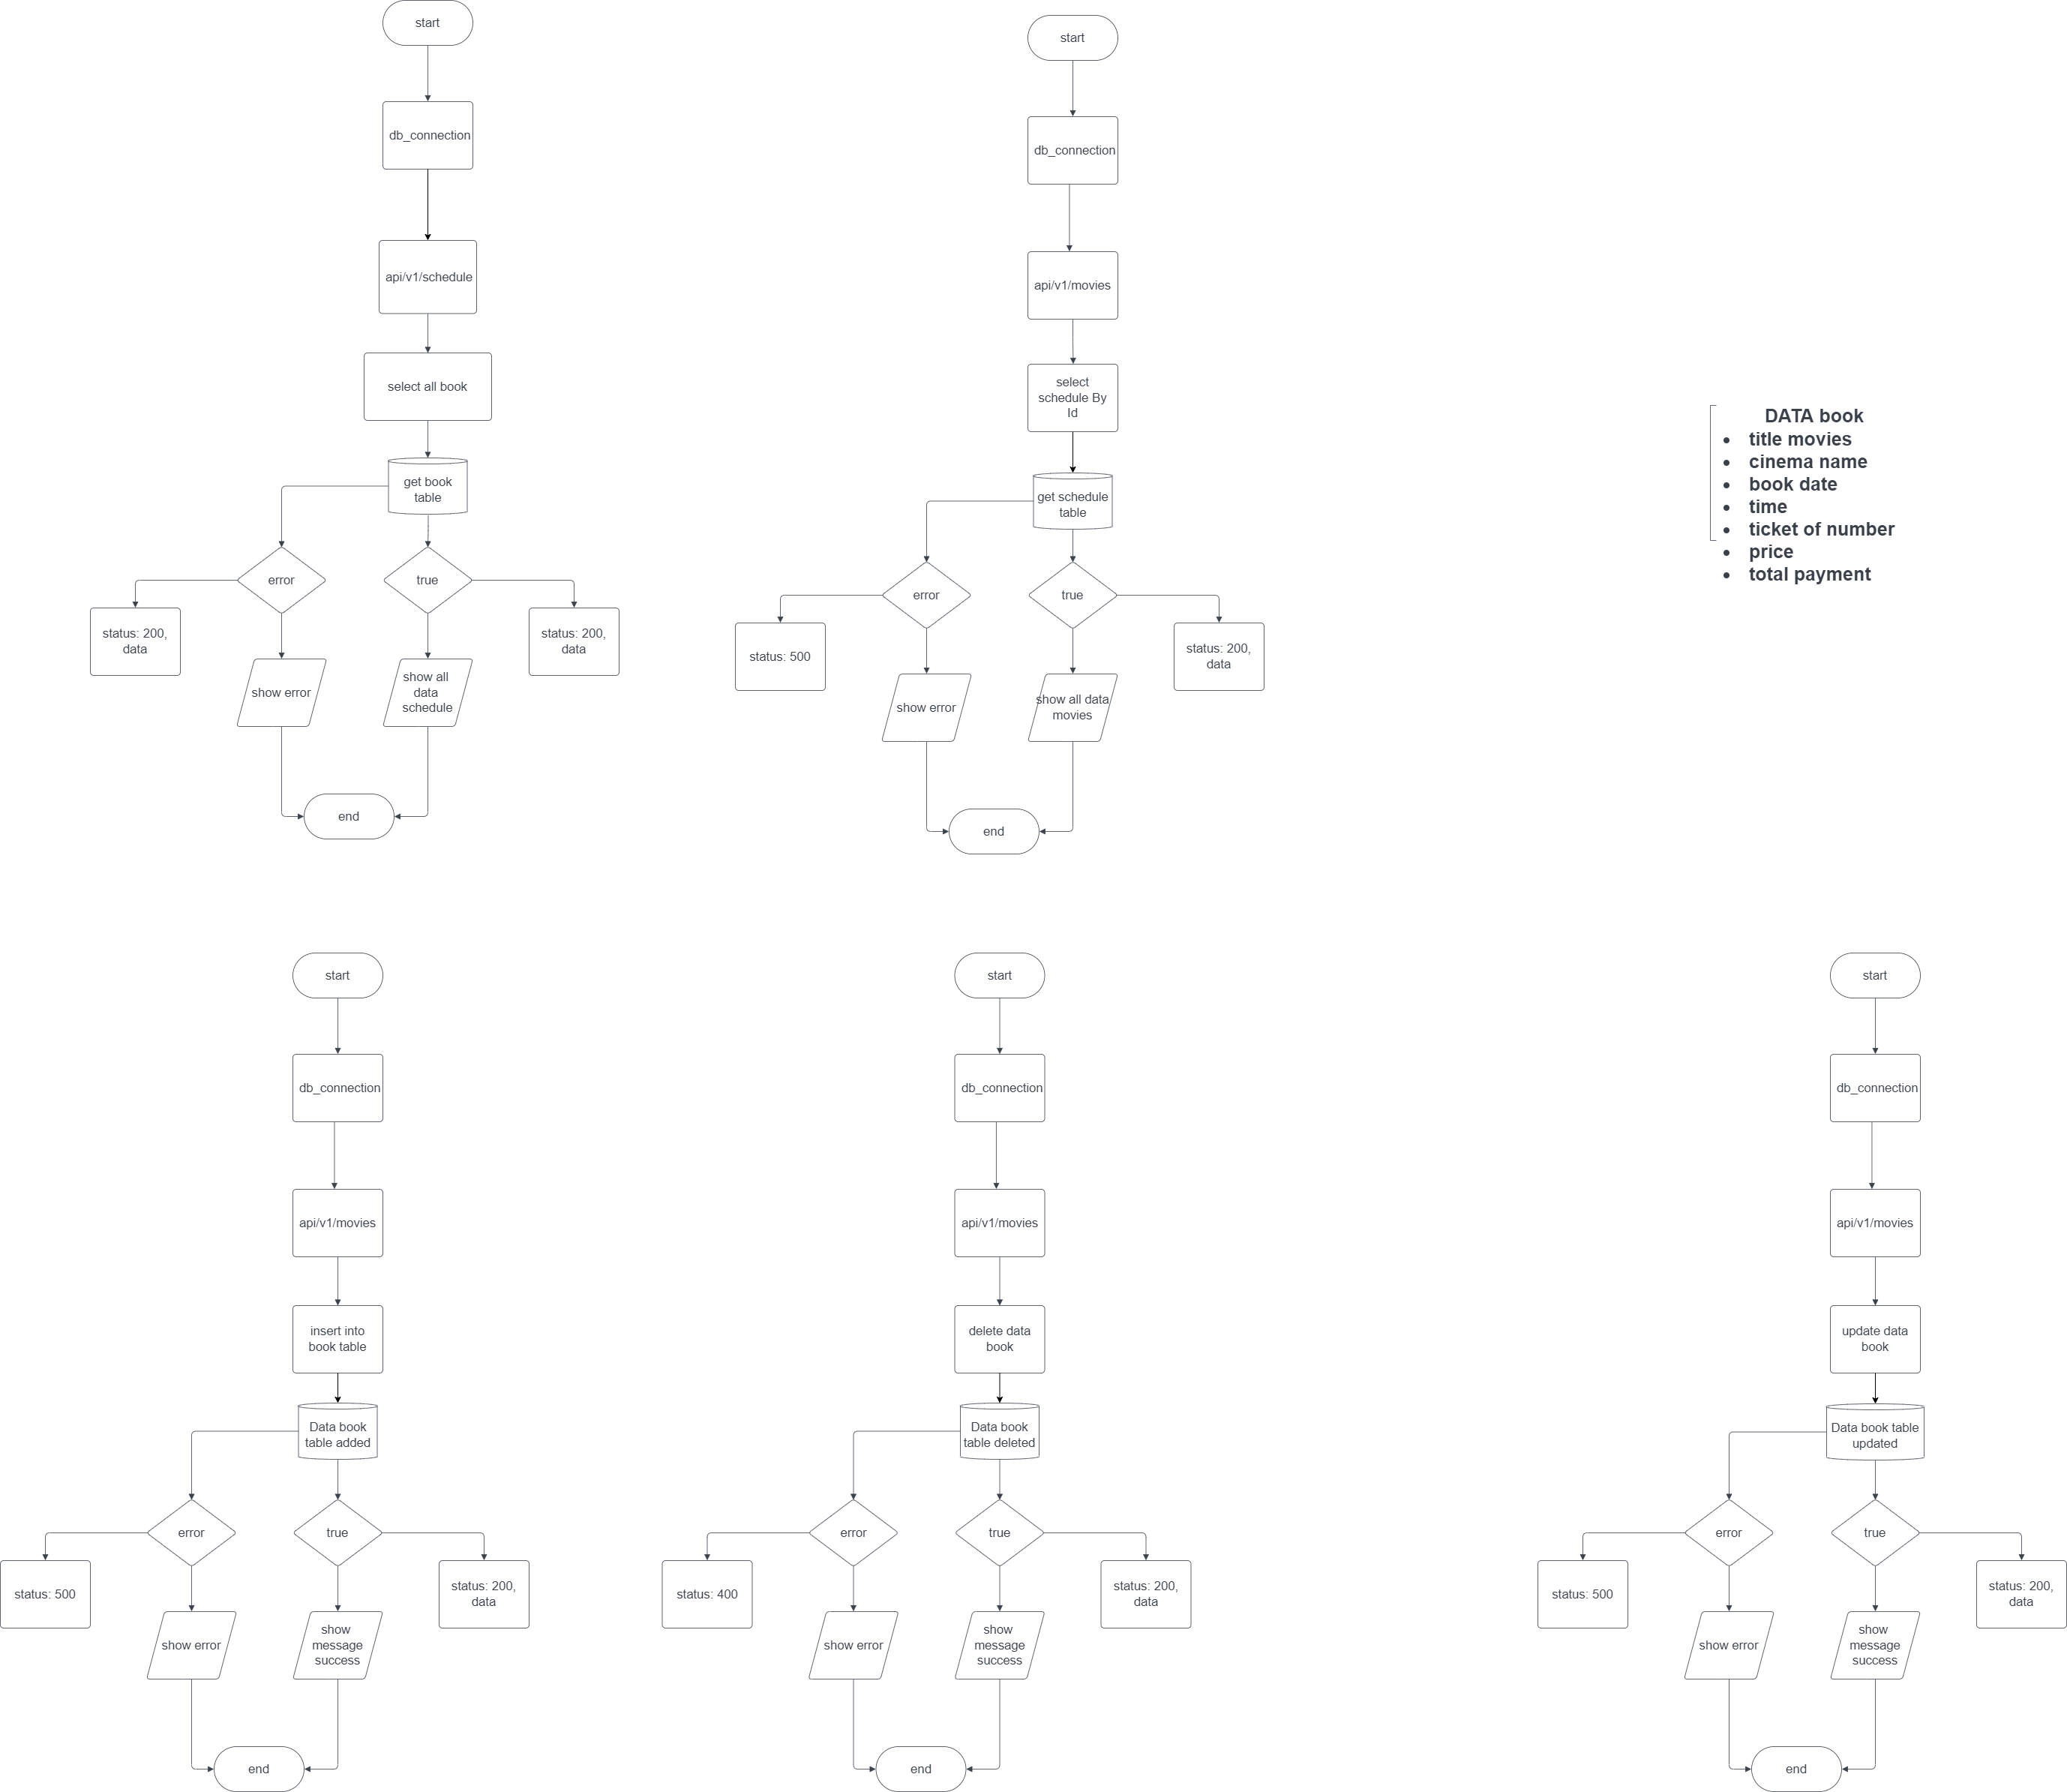 start
db_connection
api/v1/schedule
select all book
get book
table
error
true
status: 200,
data
status: 200,
data
show error
show all
data
schedule
end
start
db_connection
api/v1/movies
select
schedule By
Id
get schedule
table
error
true
status: 500
status: 200,
data
show error
show all data
movies
end
DATA book
• title movies
• cinema name
• book date
• time
• ticket of number
• price
• total payment
start
db_connection
api/v1/movies
insert into
book table
Data book
table added
error
true
status: 500
status: 200,
data
show error
show
message
success
end
start
db_connection
api/v1/movies
delete data
book
Data book
table deleted
error
true
status: 400
status: 200,
data
show error
show
message
success
end
start
db_connection
api/v1/movies
update data
book
Data book table
updated
error
true
status: 500
status: 200,
data
show error
show
message
success
end